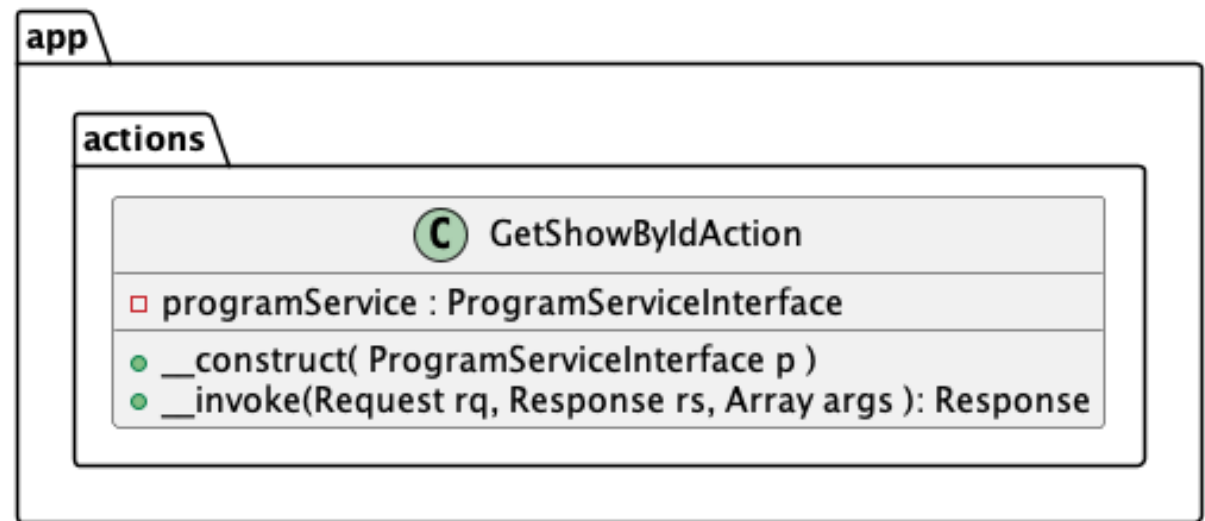 app
actions
C GetShowByIdAction
programService : ProgramServiceInterface
__construct( ProgramServiceInterface p )
__invoke(Request rq, Response rs, Array args ): Response